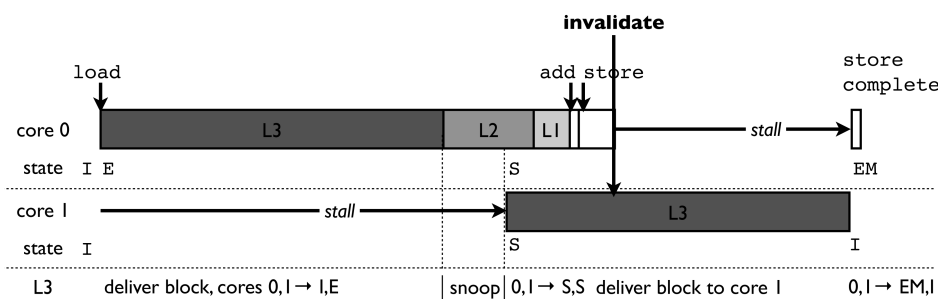 invalidate
load
add store
store
complete
core 0
L3 L2 L1
stall
state I E S EM
core 1
stall
L3
state I S I
L3 deliver block, cores 0,1→ I,E snoop 0,1→ S,S deliver block to core 1 0,1→ EM,I